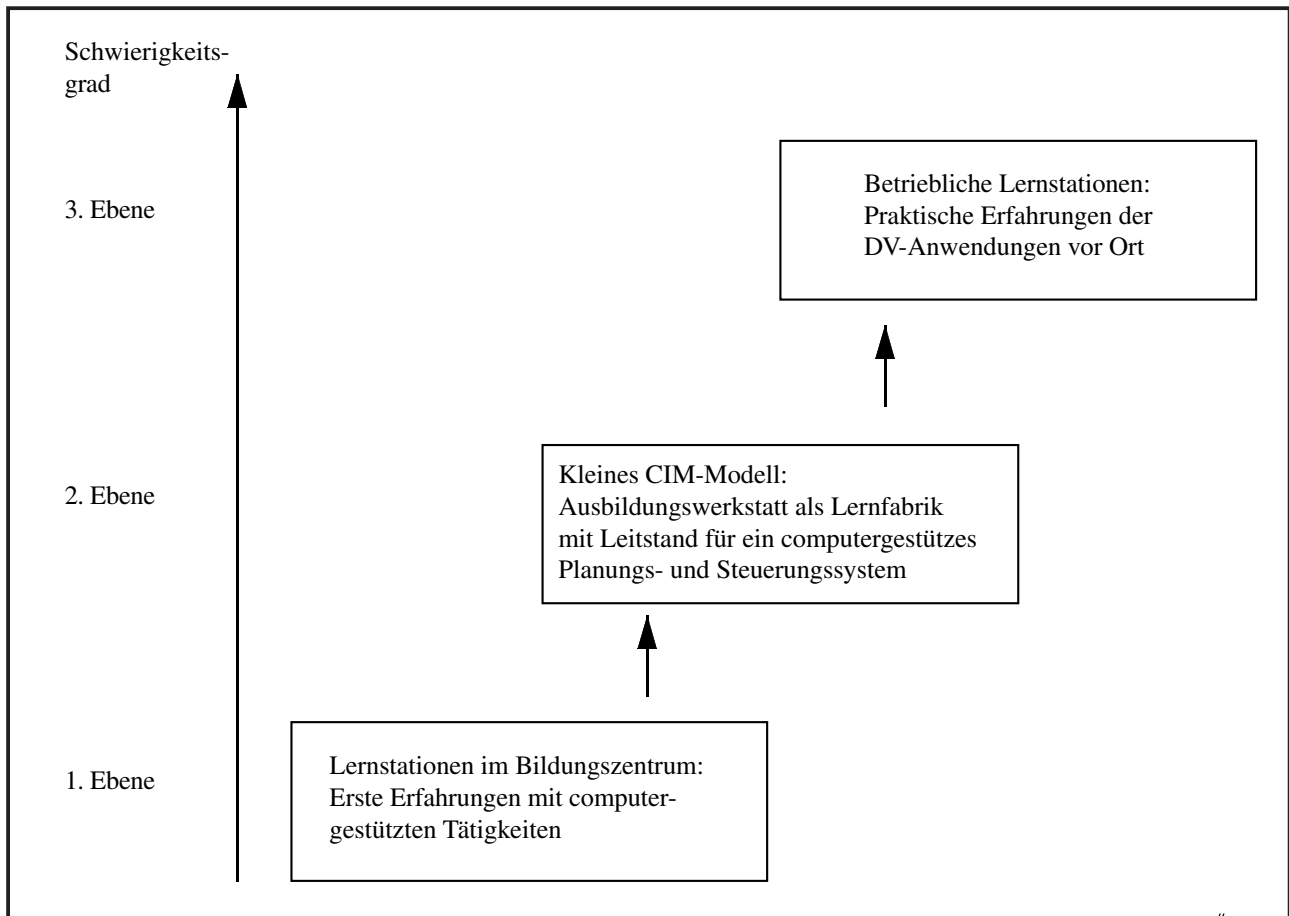 Schwierigkeits-
grad
3. Ebene
Betriebliche Lernstationen:
Praktische Erfahrungen der
DV-Anwendungen vor Ort
2. Ebene
Kleines CIM-Modell:
Ausbildungswerkstatt als Lernfabrik
mit Leitstand für ein computergestützes
Planungs- und Steuerungssystem
1. Ebene
Lernstationen im Bildungszentrum:
Erste Erfahrungen mit computer-
gestützten Tätigkeiten